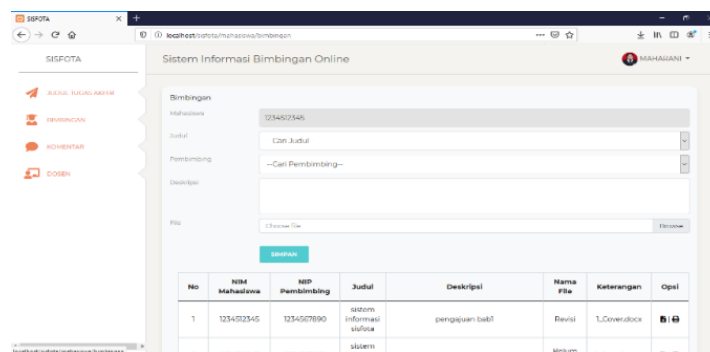 SISFOTA
localhost/sisfota/mahasiswa/bimbingan
SISFOTA
Sistem Informasi Bimbingan Online
MAHARANI
JUDUL TUGAS AKHIR
BIMBINGAN
KOMENTAR
DOSEN
Bimbingan
Mahasiswa
1234512345
Judul
Cari Judul
Pembimbing
--Cari Pembimbing--
Deskripsi
File
Choose file
Browse
SIMPAN
No NIM Mahasiswa NIP Pembimbing Judul Deskripsi Nama File Keterangan Opsi
1 1234512345 1234567890 sistem informasi sisfota pengajuan bab1 Revisi 1_Cover.docx
sistem